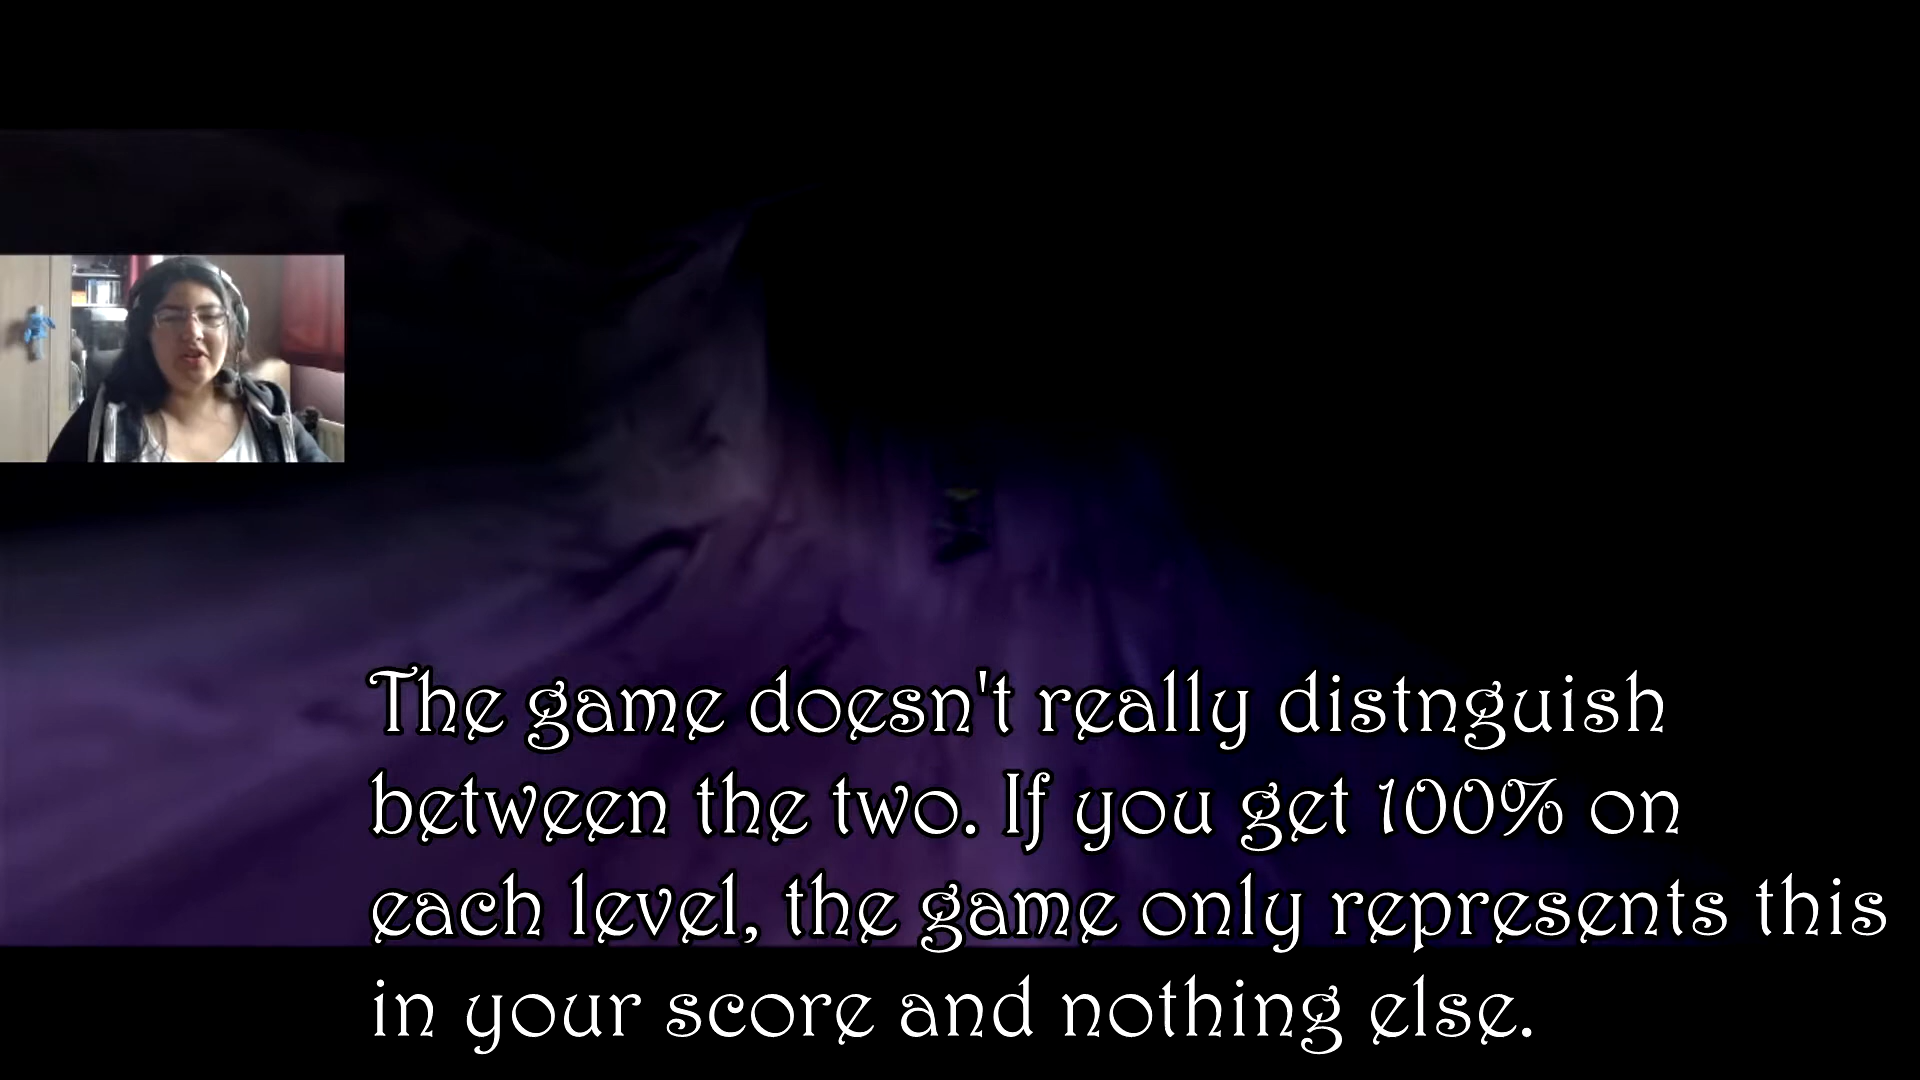 The game doesn't really distnguish
between the two. If you get 100% on
each level, the game only represents this
in your score and nothing else.